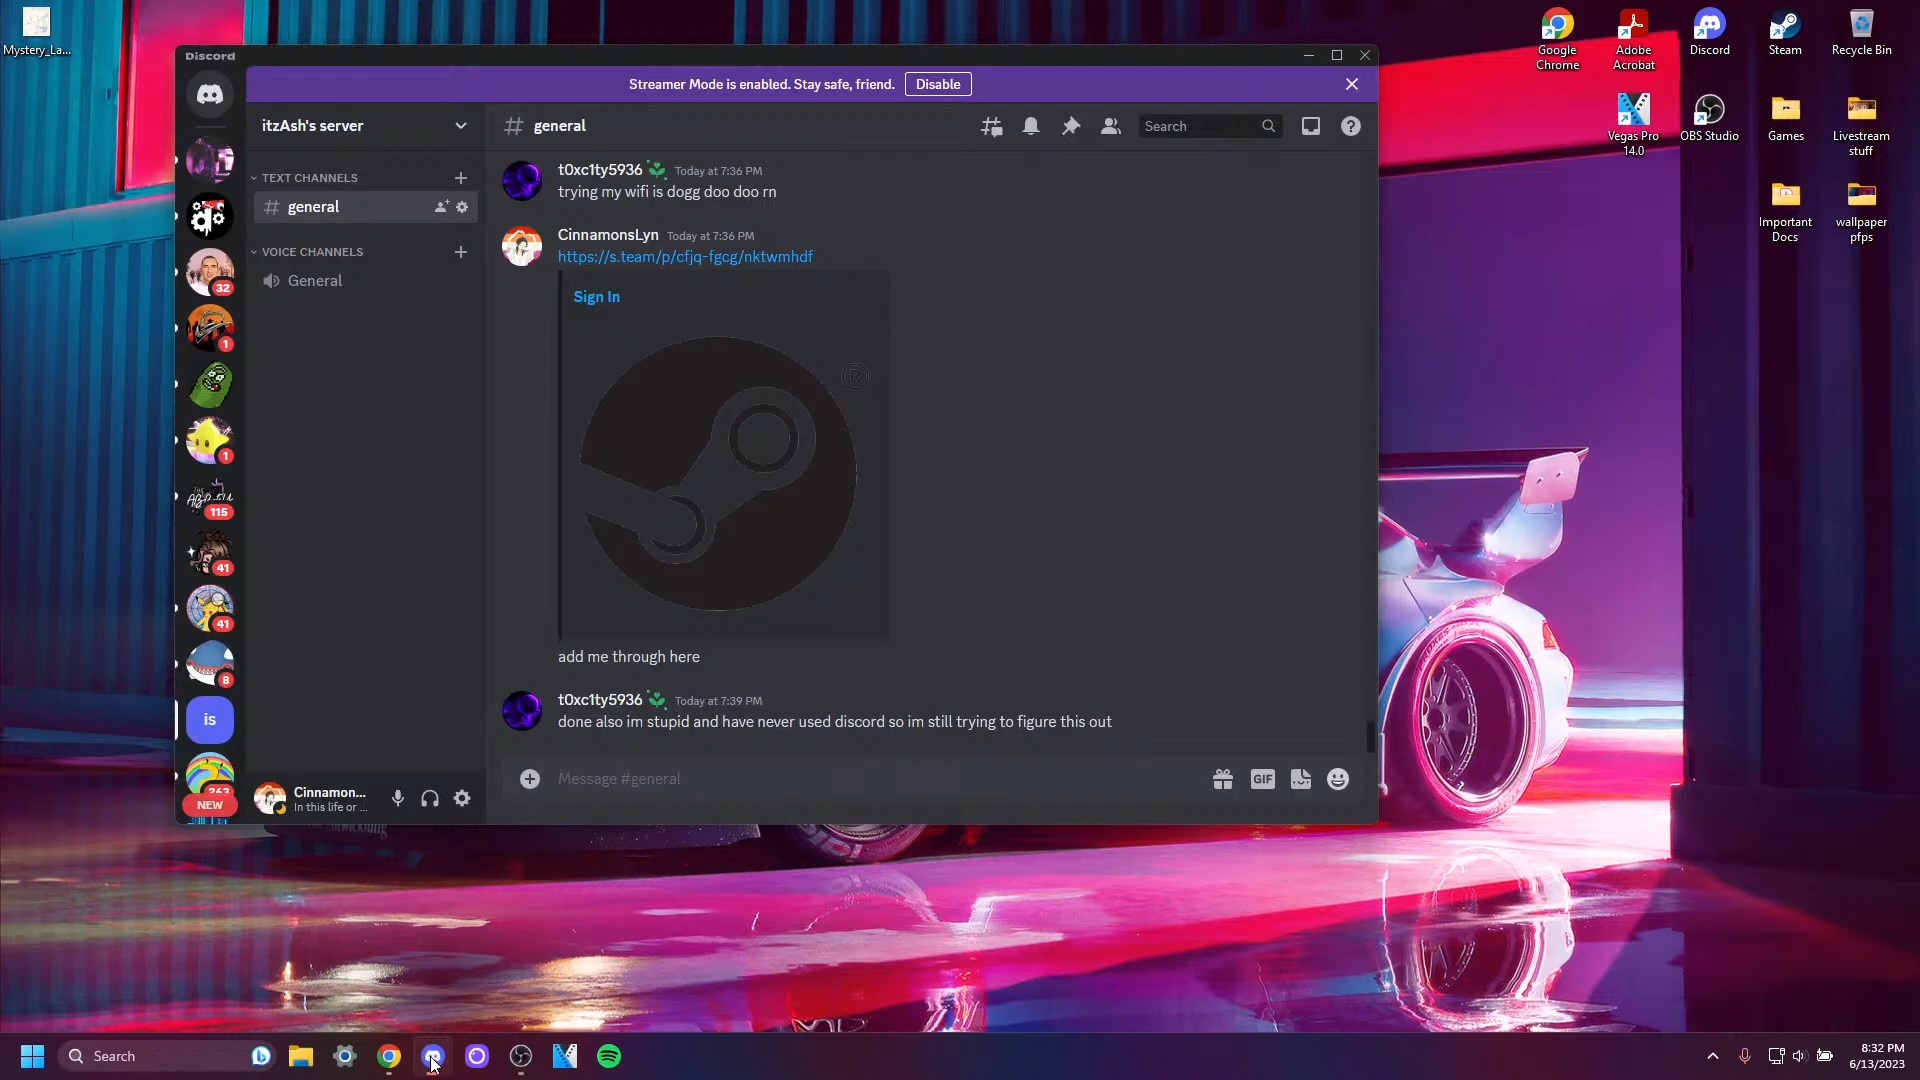 Mystery_La...
Discord
Streamer Mode is enabled. Stay safe, friend.
Disable
itzAsh's server
general
Search
TEXT CHANNELS
general
VOICE CHANNELS
General
t0xc1ty5936 Today at 7:36 PM
trying my wifi is dogg doo doo rn
CinnamonsLyn Today at 7:36 PM
https://s.team/p/cfjq-fgcg/nktwmhdf
Sign In
R
add me through here
t0xc1ty5936 Today at 7:39 PM
done also im stupid and have never used discord so im still trying to figure this out
Message #general
GIF
32
1
1
115
41
41
8
is
263
NEW
Cinnamon...
In this life or ...
Google Chrome
Adobe Acrobat
Discord
Steam
Recycle Bin
Vegas Pro 14.0
OBS Studio
Games
Livestream stuff
Important Docs
wallpaper pfps
Search
8:32 PM
6/13/2023